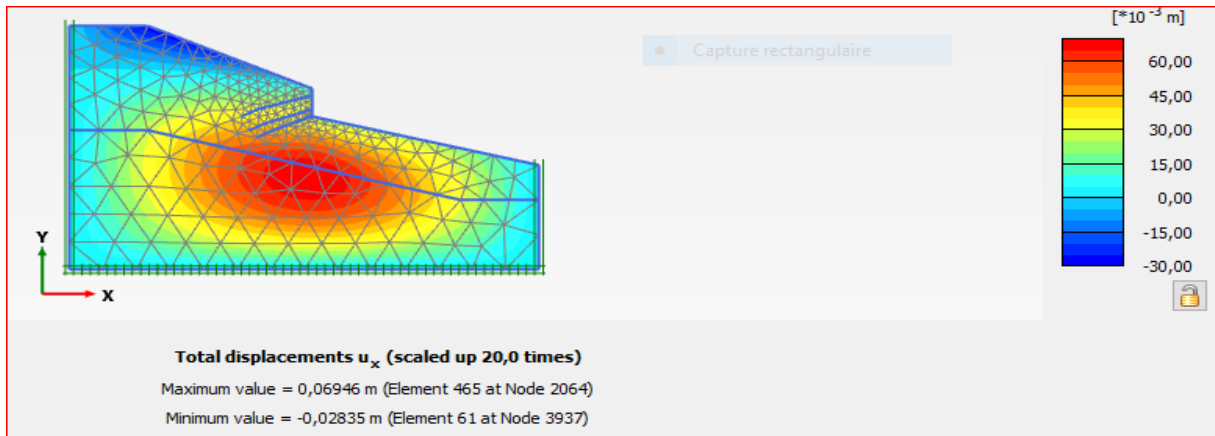 [*10 -3 m]
• Capture rectangulaire
60,00
45,00
30,00
15,00
0,00
-15,00
-30,00
Y
X
Total displacements ux (scaled up 20,0 times)
Maximum value = 0,06946 m (Element 465 at Node 2064)
Minimum value = -0,02835 m (Element 61 at Node 3937)